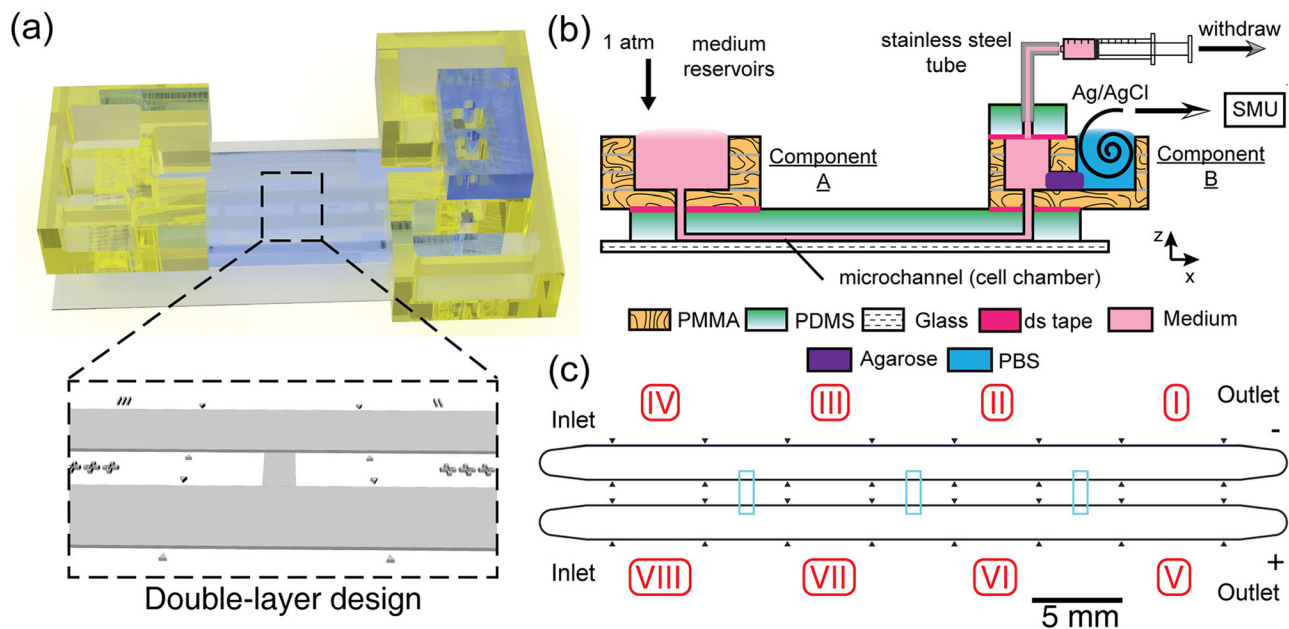 (a)
Double-layer design
(b)
1 atm
medium
reservoirs
stainless steel
tube
withdraw
Ag/AgCl
SMU
Component
A
Component
B
microchannel (cell chamber)
z
x
PMMA
PDMS
Glass
ds tape
Medium
Agarose
PBS
(c)
Inlet
IV
III
II
I
Outlet
-
Inlet
VIII
VII
VI
V
+
Outlet
5 mm